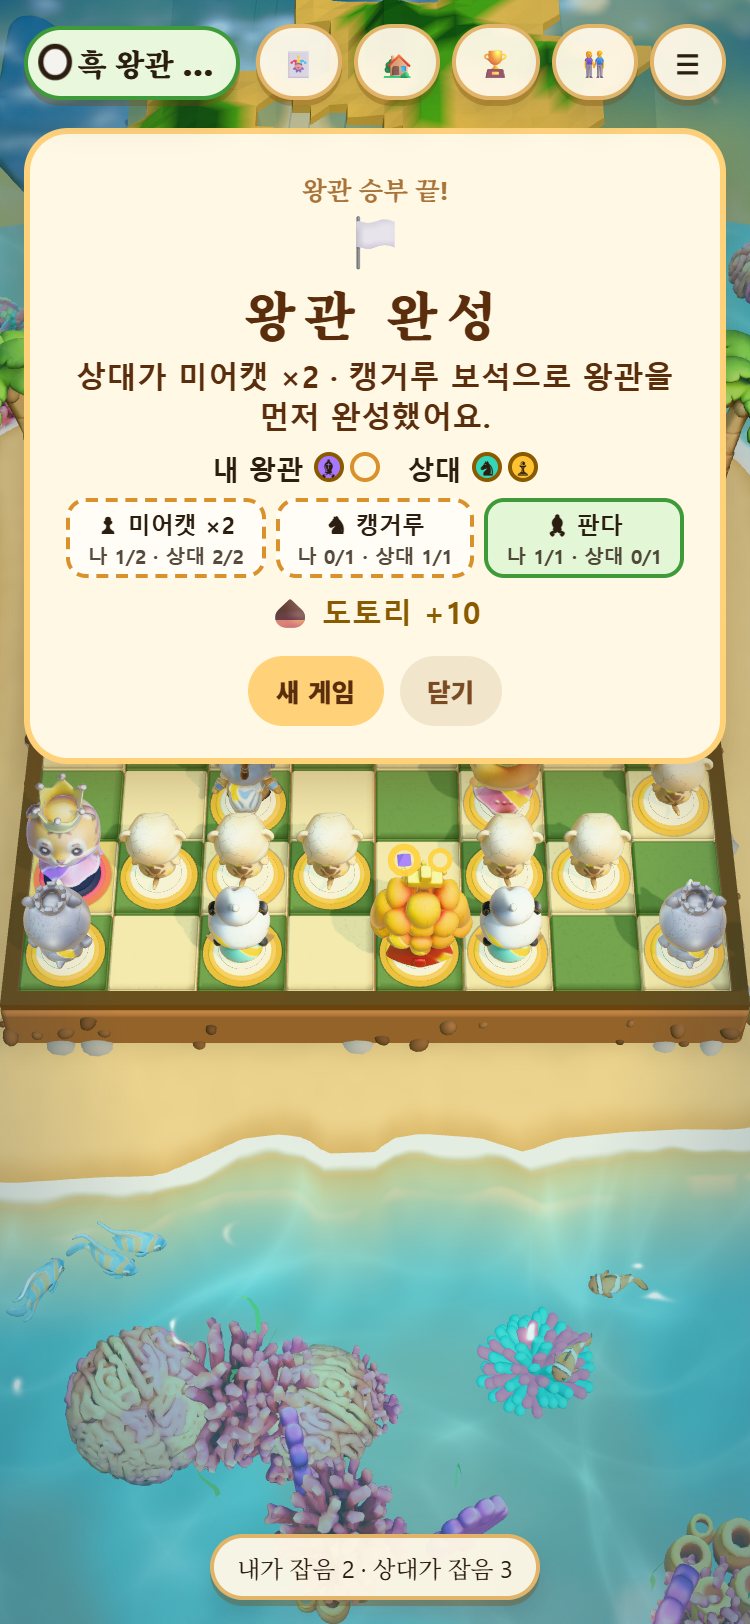 흑 왕관 ...
왕관 승부 끝!
왕관 완성
상대가 미어캣 ×2 · 캥거루 보석으로 왕관을
먼저 완성했어요.
내 왕관 상대
미어캣 ×2
나 1/2 · 상대 2/2
캥거루
나 0/1 · 상대 1/1
판다
나 1/1 · 상대 0/1
도토리 +10
새 게임
닫기
내가 잡음 2 · 상대가 잡음 3